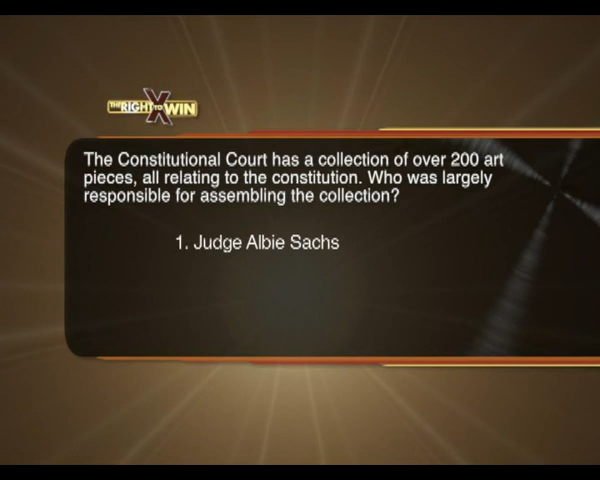 THE RIGHT TO WIN
The Constitutional Court has a collection of over 200 art
pieces, all relating to the constitution. Who was largely
responsible for assembling the collection?
1. Judge Albie Sachs